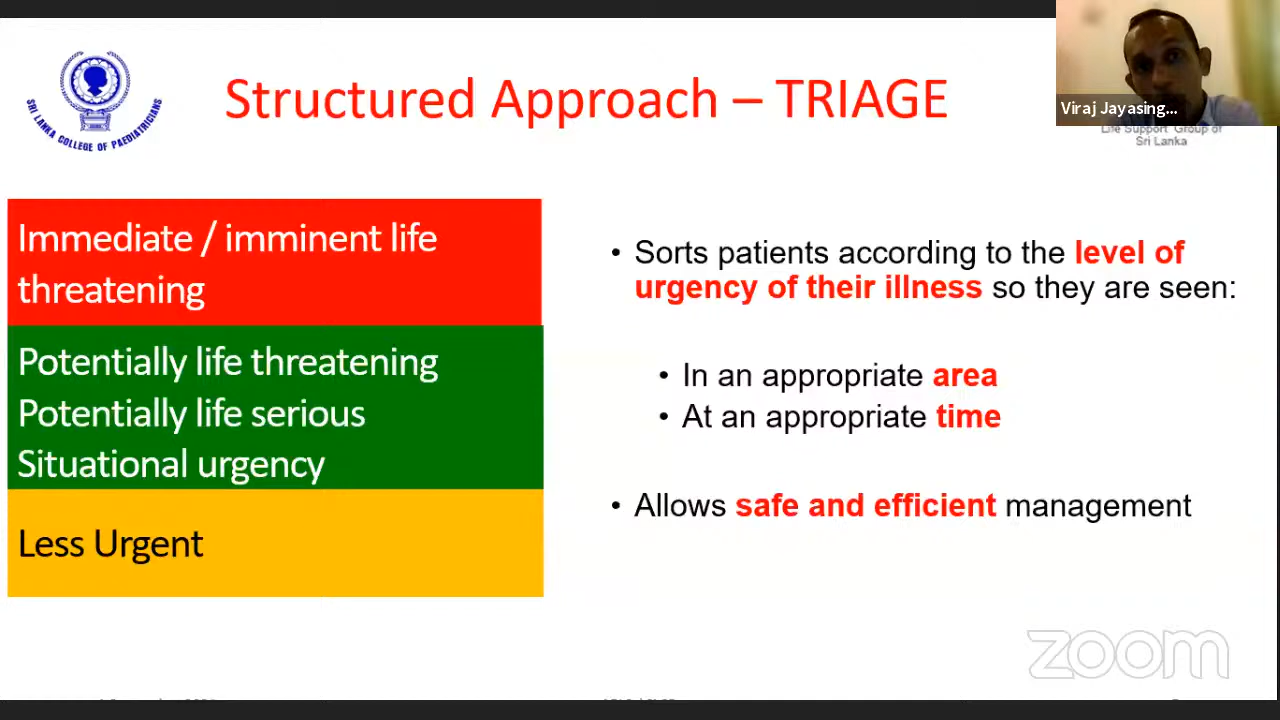 SRI LANKA COLLEGE OF PAEDIATRICIANS
Structured Approach – TRIAGE
Viraj Jayasing...
Life Support Group of
Sri Lanka
Immediate / imminent life
threatening
Potentially life threatening
Potentially life serious
Situational urgency
Less Urgent
• Sorts patients according to the level of
urgency of their illness so they are seen:
• In an appropriate area
• At an appropriate time
• Allows safe and efficient management
zoom